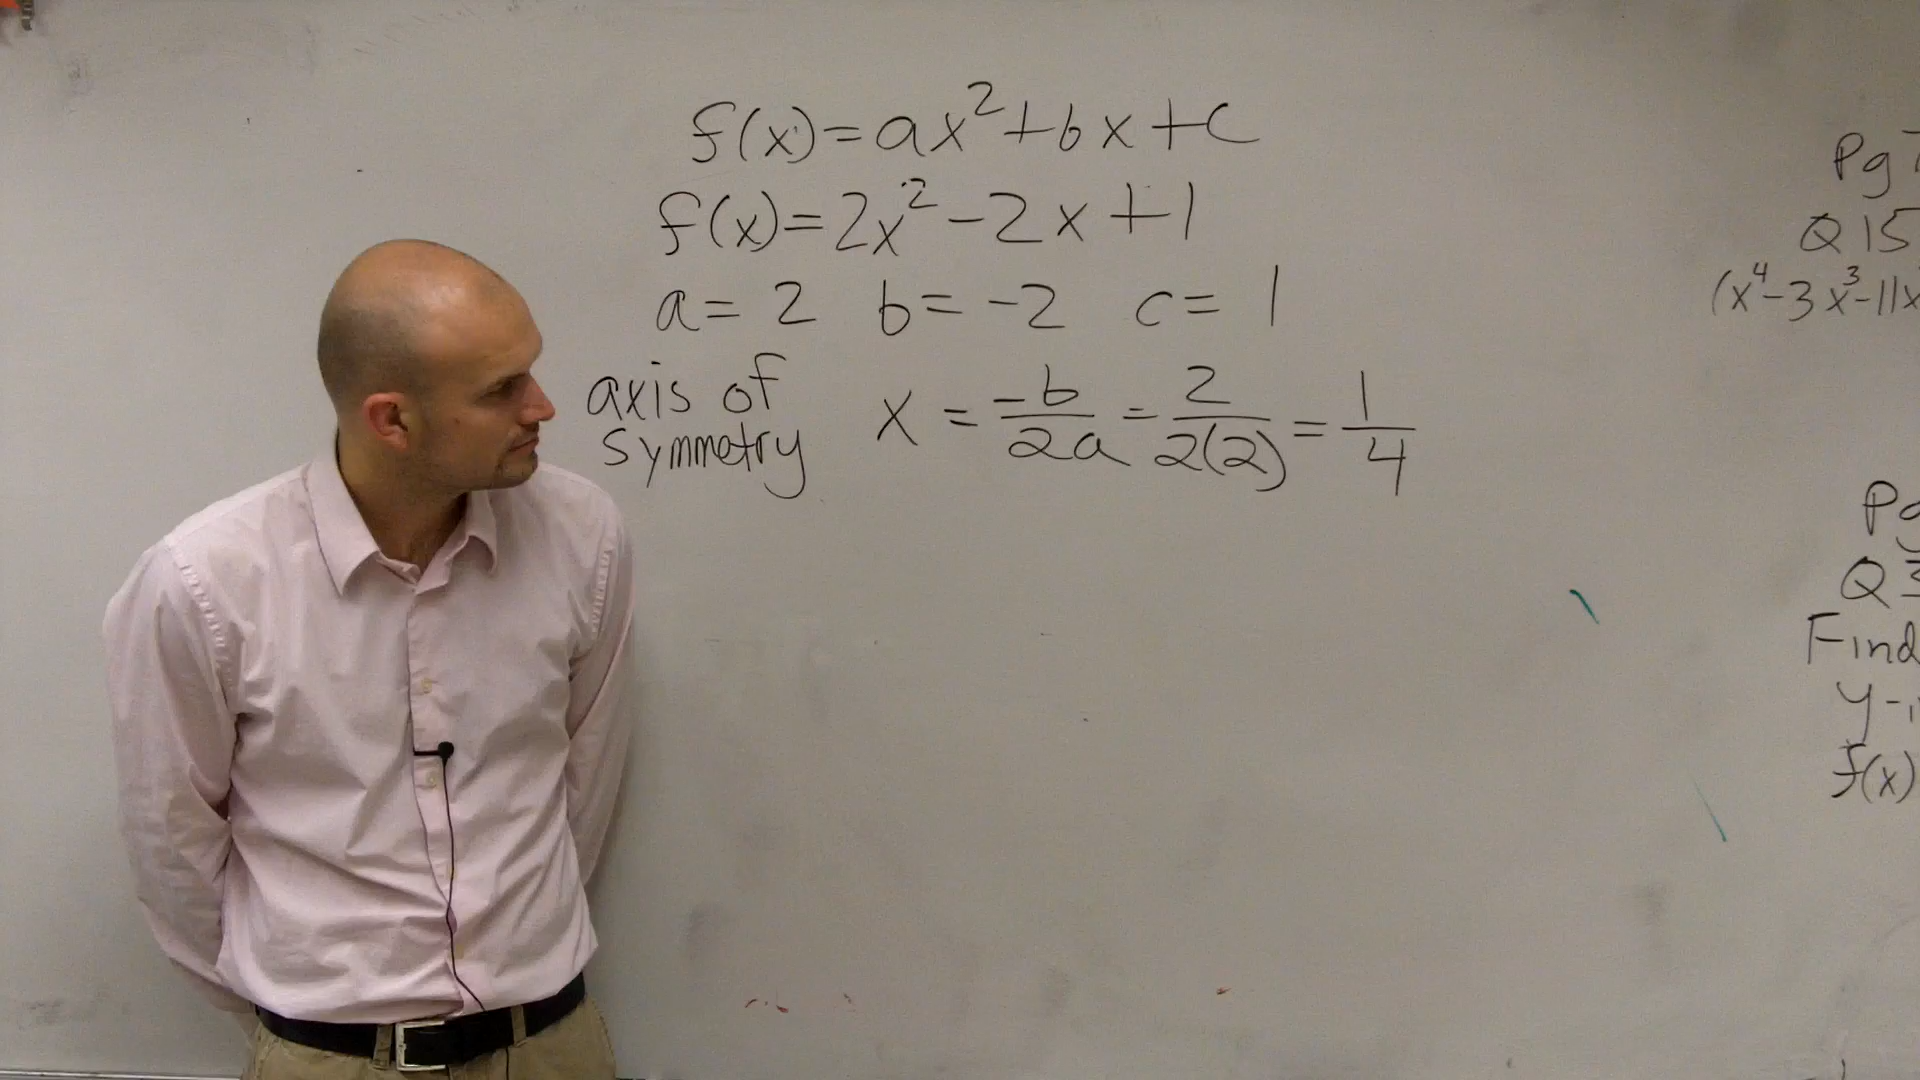 f(x)=ax²+bx+c
f(x)=2x²-2x+1
a=2 b=-2 c=1
axis of symmetry x = -b/2a = 2/2(2) = 1/4
Pg
Q 15
(x⁴-3x³-11x
Pg
Q 3
Find
y-i
f(x)